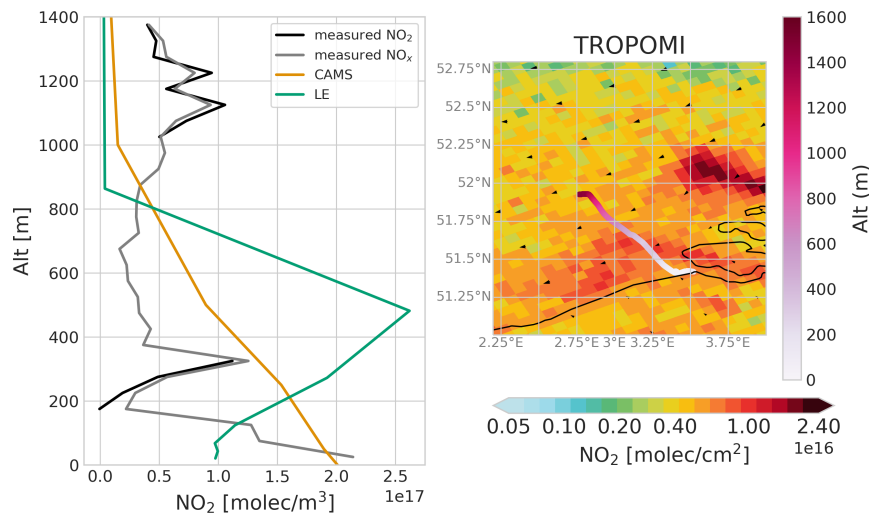 1400
1200
1000
800
600
400
200
0
Alt [m]
0.0 0.5 1.0 1.5 2.0 2.5
1e17
NO₂ [molec/m³]
measured NO₂
measured NOₓ
CAMS
LE
TROPOMI
52.75°N
52.5°N
52.25°N
52°N
51.75°N
51.5°N
51.25°N
2.25°E 2.75°E 3°E 3.25°E 3.75°E
1600
1400
1200
1000
800
600
400
200
0
Alt (m)
0.05 0.10 0.20 0.40 1.00 2.40
1e16
NO₂ [molec/cm²]